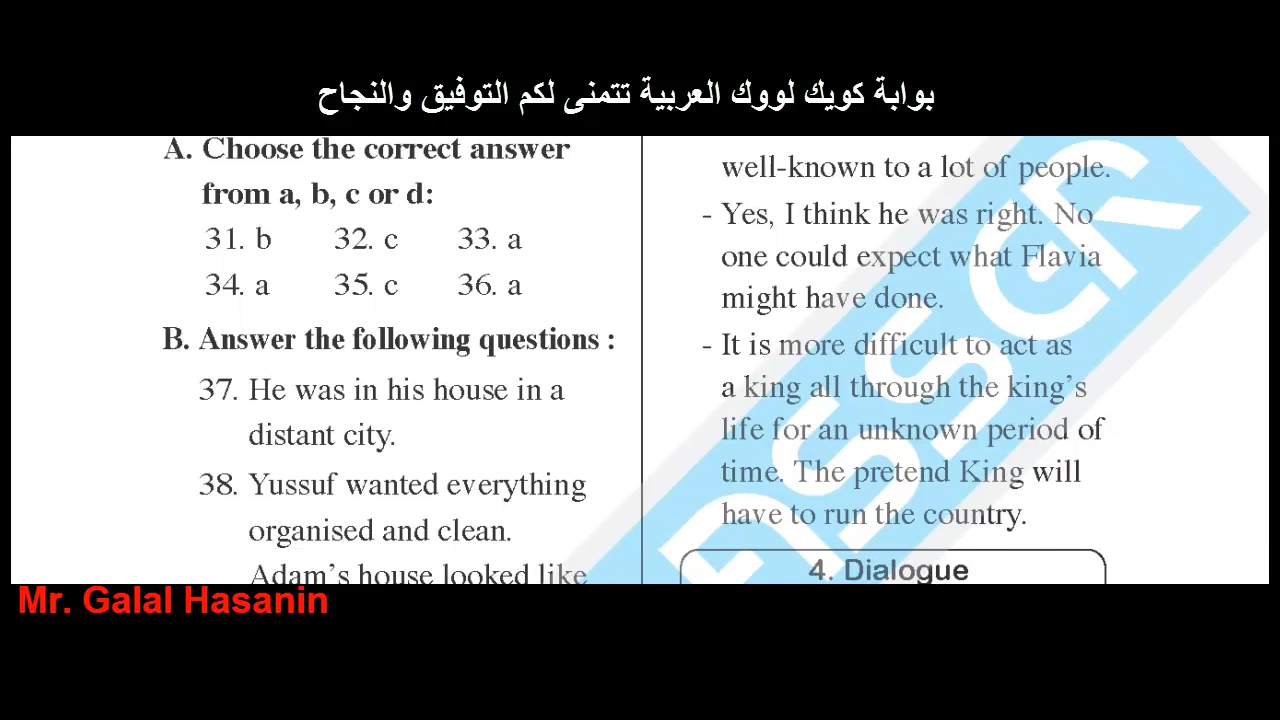 بوابة كويك لووك العربية تتمنى لكم التوفيق والنجاح
A. Choose the correct answer
from a, b, c or d:
31. b 32. c 33. a
34. a 35. c 36. a
B. Answer the following questions :
37. He was in his house in a
distant city.
38. Yussuf wanted everything
organised and clean.
Adam's house looked like
well-known to a lot of people.
- Yes, I think he was right. No
one could expect what Flavia
might have done.
- It is more difficult to act as
a king all through the king's
life for an unknown period of
time. The pretend King will
have to run the country.
4. Dialogue
Mr. Galal Hasanin